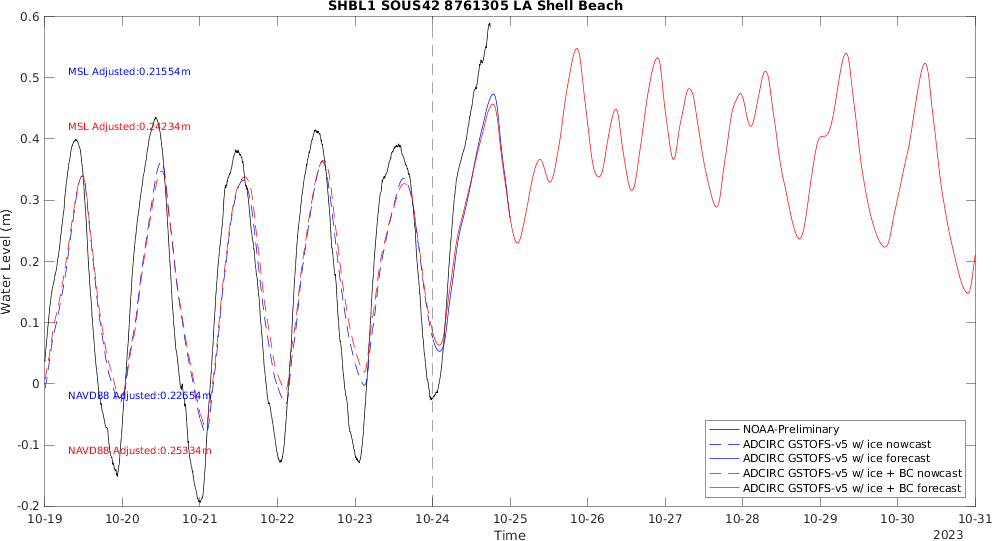 SHBL1 SOUS42 8761305 LA Shell Beach
0.6
0.5
0.4
0.3
0.2
0.1
0
-0.1
-0.2
Water Level (m)
MSL Adjusted:0.21554m
MSL Adjusted:0.24234m
NAVD88 Adjusted:0.22654m
NAVD88 Adjusted:0.25334m
NOAA-Preliminary
ADCIRC GSTOFS-v5 w/ ice nowcast
ADCIRC GSTOFS-v5 w/ ice forecast
ADCIRC GSTOFS-v5 w/ ice + BC nowcast
ADCIRC GSTOFS-v5 w/ ice + BC forecast
10-19 10-20 10-21 10-22 10-23 10-24 10-25 10-26 10-27 10-28 10-29 10-30 10-31
Time
2023